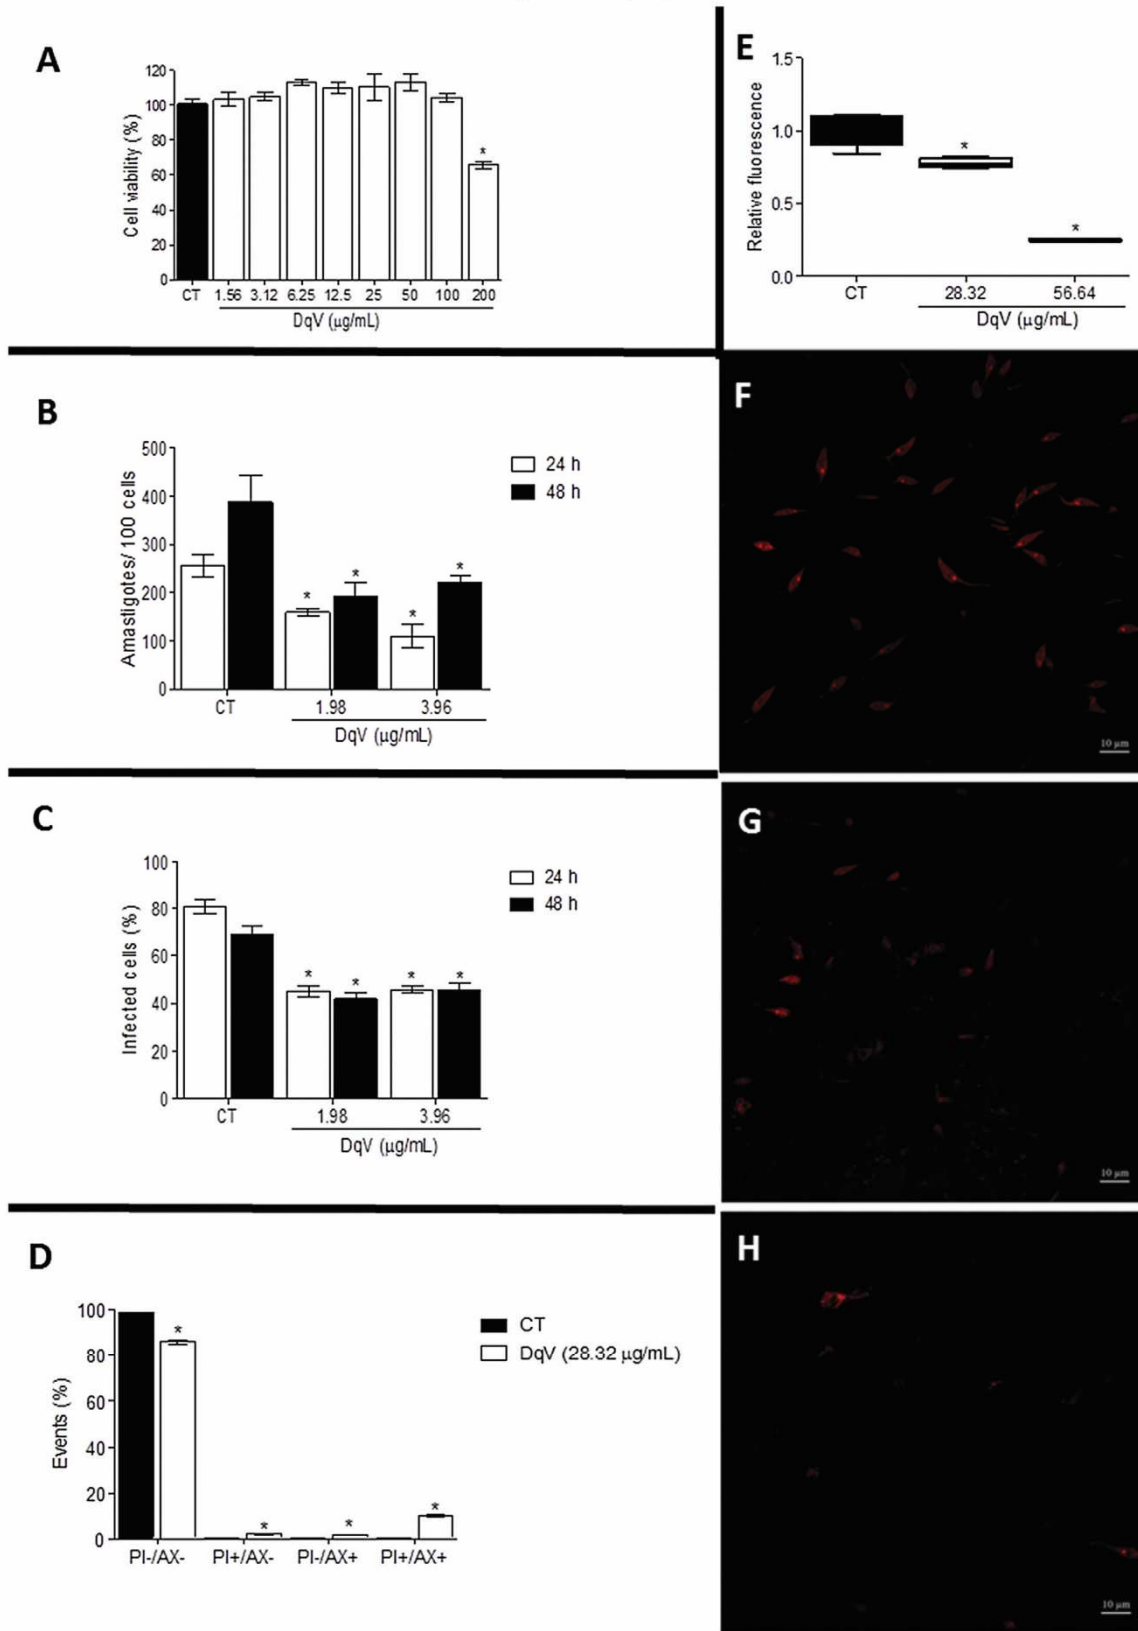 A
Cell viability (%)
120
100
80
60
40
20
0
CT 1.56 3.12 6.25 12.5 25 50 100 200
*
DqV (µg/mL)
E
Relative fluorescence
1.5
1.0
0.5
0.0
*
*
CT 28.32 56.64
DqV (µg/mL)
B
Amastigotes/ 100 cells
500
400
300
200
100
0
24 h
48 h
* * * *
CT 1.98 3.96
DqV (µg/mL)
F
10 µm
C
Infected cells (%)
100
80
60
40
20
0
24 h
48 h
* * * *
CT 1.98 3.96
DqV (µg/mL)
G
10 µm
D
Events (%)
100
80
60
40
20
0
CT
DqV (28.32 µg/mL)
* * * *
PI-/AX- PI+/AX- PI-/AX+ PI+/AX+
H
10 µm